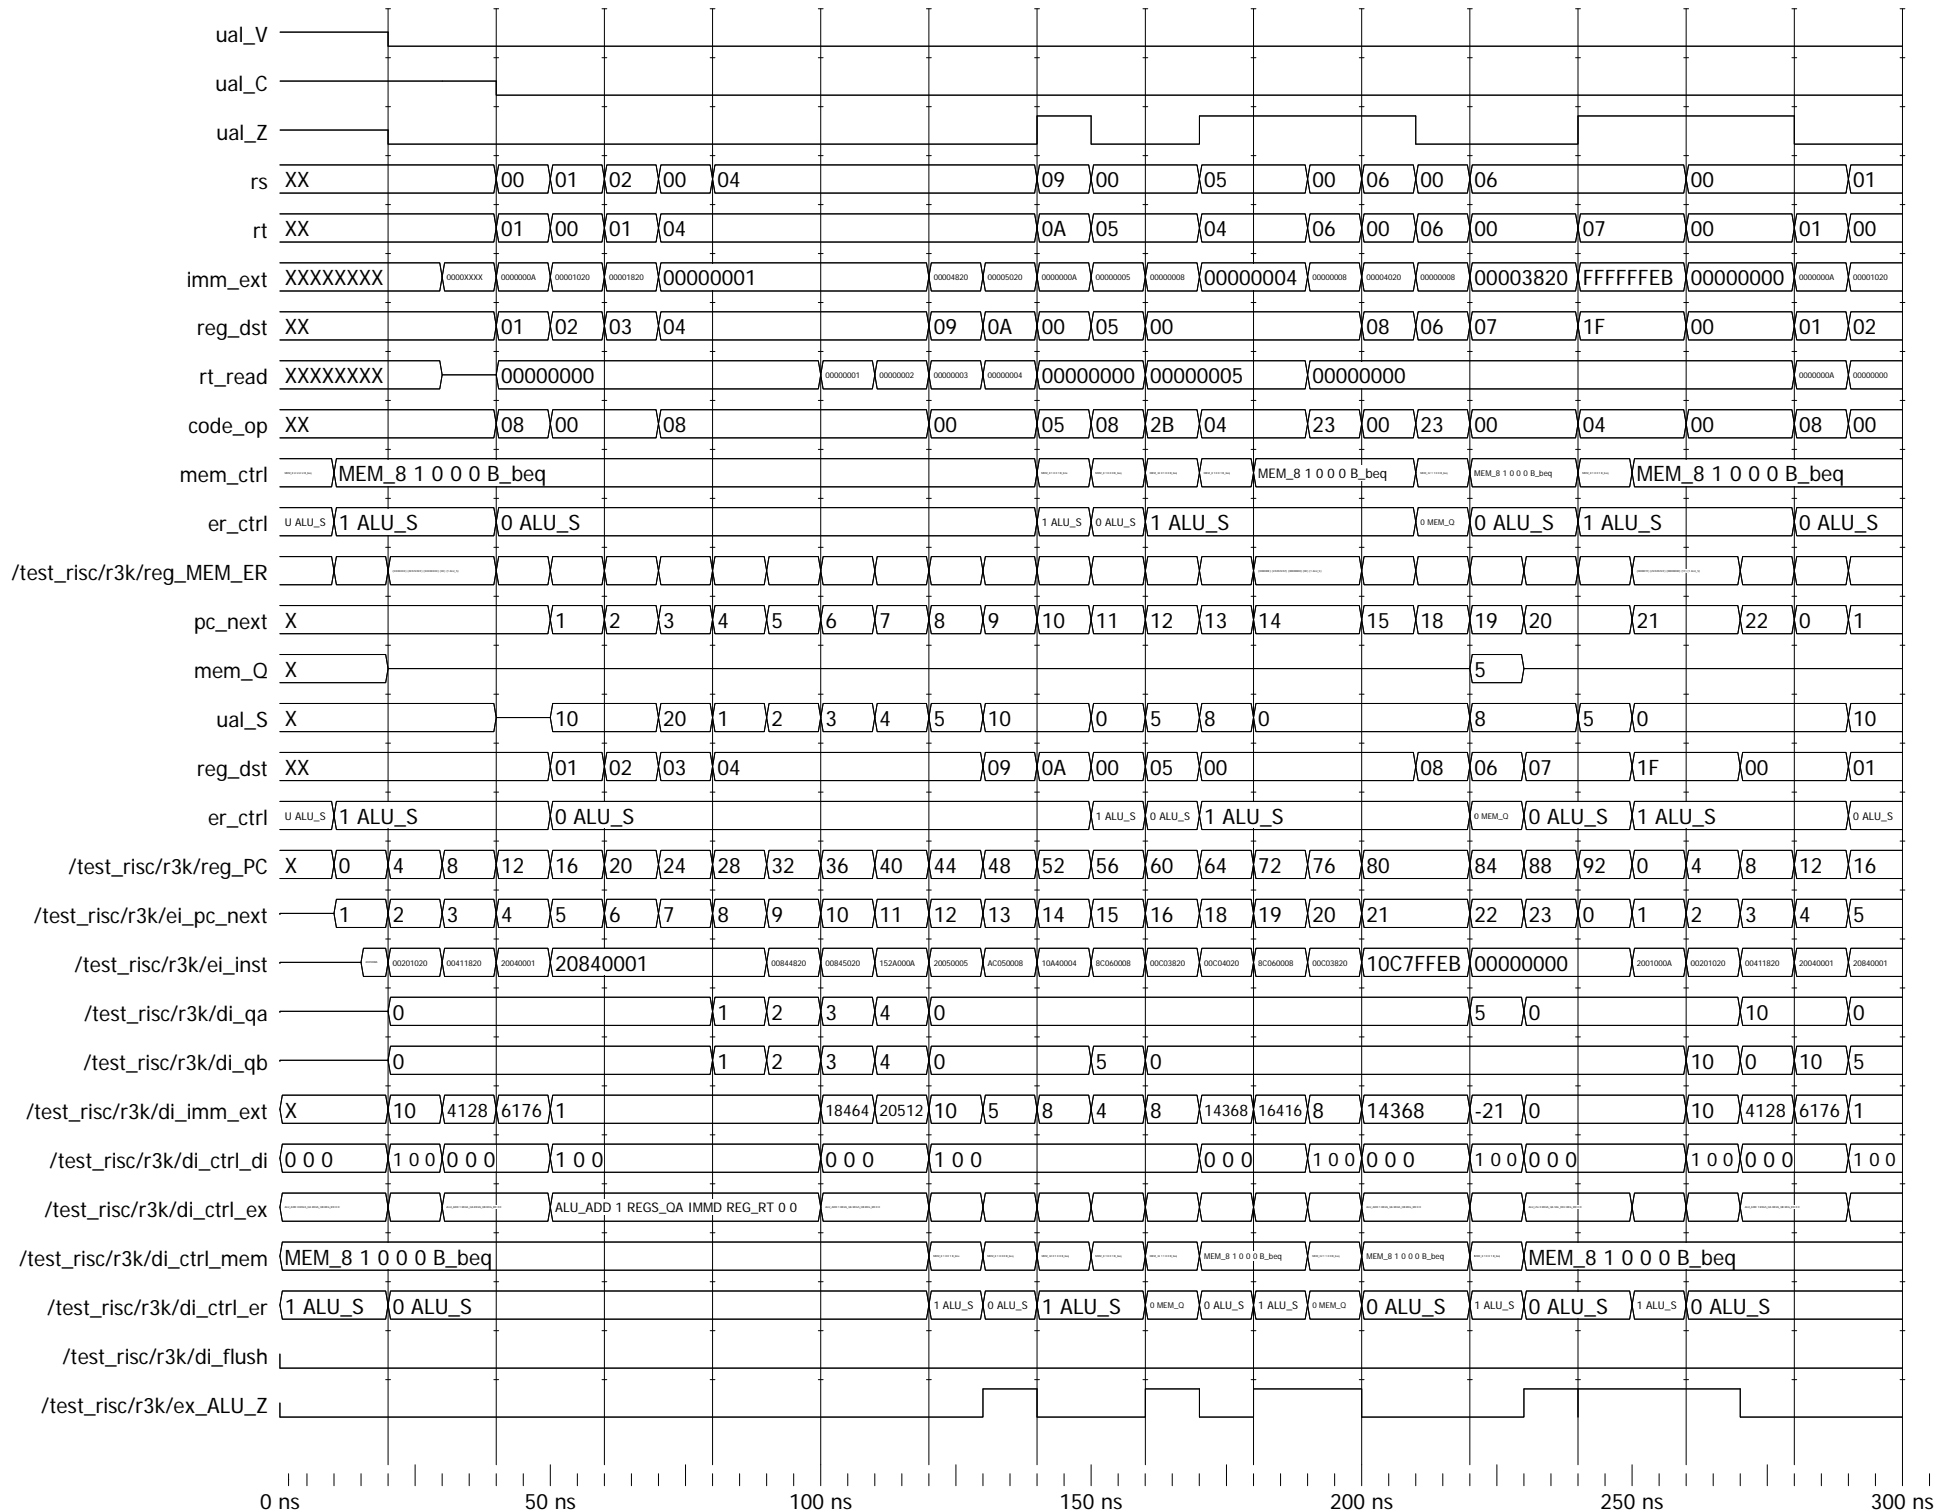 ual_V
ual_C
ual_Z
rs XX 00 01 02 00 04 09 00 05 00 06 00 06 00 01
rt XX 01 00 01 04 0A 05 04 06 00 06 00 07 00 01 00
imm_ext XXXXXXXX 0000XXXX 0000000A 00001020 00001820 00000001 00004820 00005020 0000000A 00000005 00000008 00000004 00000008 00004020 00000008 00003820 FFFFFFEB 00000000 0000000A 00001020
reg_dst XX 01 02 03 04 09 0A 00 05 00 08 06 07 1F 00 01 02
rt_read XXXXXXXX 00000000 00000001 00000002 00000003 00000004 00000000 00000005 00000000 0000000A 00000000
code_op XX 08 00 08 00 05 08 2B 04 23 00 23 00 04 00 08 00
mem_ctrl MEM_8 1 0 0 0 B_beq MEM_8 1 0 0 0 B_beq MEM_8 1 0 0 0 B_beq MEM_8 1 0 0 0 B_beq
er_ctrl U ALU_S 1 ALU_S 0 ALU_S 1 ALU_S 0 ALU_S 1 ALU_S 0 MEM_Q 0 ALU_S 1 ALU_S 0 ALU_S
/test_risc/r3k/reg_MEM_ER
pc_next X 1 2 3 4 5 6 7 8 9 10 11 12 13 14 15 18 19 20 21 22 0 1
mem_Q X 5
ual_S X 10 20 1 2 3 4 5 10 0 5 8 0 8 5 0 10
reg_dst XX 01 02 03 04 09 0A 00 05 00 08 06 07 1F 00 01
er_ctrl U ALU_S 1 ALU_S 0 ALU_S 1 ALU_S 0 ALU_S 1 ALU_S 0 MEM_Q 0 ALU_S 1 ALU_S 0 ALU_S
/test_risc/r3k/reg_PC X 0 4 8 12 16 20 24 28 32 36 40 44 48 52 56 60 64 72 76 80 84 88 92 0 4 8 12 16
/test_risc/r3k/ei_pc_next 1 2 3 4 5 6 7 8 9 10 11 12 13 14 15 16 18 19 20 21 22 23 0 1 2 3 4 5
/test_risc/r3k/ei_inst 00201020 00411820 20040001 20840001 00844820 00845020 152A000A 20050005 AC050008 10A40004 8C060008 00C03820 00C04020 8C060008 00C03820 10C7FFEB 00000000 2001000A 00201020 00411820 20040001 20840001
/test_risc/r3k/di_qa 0 1 2 3 4 0 5 0 10 0
/test_risc/r3k/di_qb 0 1 2 3 4 0 5 0 10 0 10 5
/test_risc/r3k/di_imm_ext X 10 4128 6176 1 18464 20512 10 5 8 4 8 14368 16416 8 14368 -21 0 10 4128 6176 1
/test_risc/r3k/di_ctrl_di 0 0 0 1 0 0 0 0 0 1 0 0 0 0 0 1 0 0 0 0 0 1 0 0 0 0 0 1 0 0 0 0 0 1 0 0 0 0 0 1 0 0
/test_risc/r3k/di_ctrl_ex ALU_ADD 1 REGS_QA IMMD REG_RT 0 0
/test_risc/r3k/di_ctrl_mem MEM_8 1 0 0 0 B_beq MEM_8 1 0 0 0 B_beq MEM_8 1 0 0 0 B_beq MEM_8 1 0 0 0 B_beq
/test_risc/r3k/di_ctrl_er 1 ALU_S 0 ALU_S 1 ALU_S 0 ALU_S 1 ALU_S 0 MEM_Q 0 ALU_S 1 ALU_S 0 MEM_Q 0 ALU_S 1 ALU_S 0 ALU_S 1 ALU_S 0 ALU_S
/test_risc/r3k/di_flush
/test_risc/r3k/ex_ALU_Z
0 ns 50 ns 100 ns 150 ns 200 ns 250 ns 300 ns